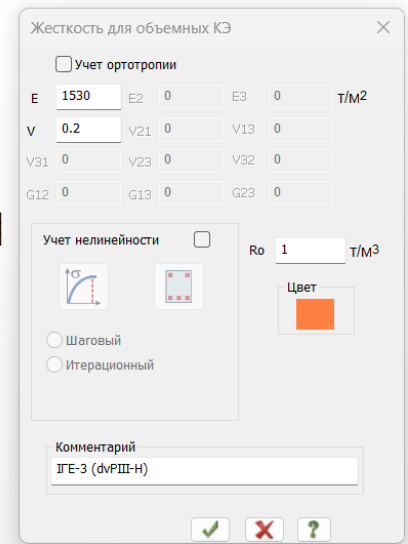 Жесткость для объемных КЭ
Учет ортотропии
E 1530 E2 0 E3 0 Т/М2
V 0.2 V21 0 V13 0
V31 0 V23 0 V32 0
G12 0 G13 0 G23 0
Учет нелинейности
Ro 1 Т/М3
σ
Цвет
Шаговый
Итерационный
Комментарий
ІГЕ-3 (dvPIII-H)
?